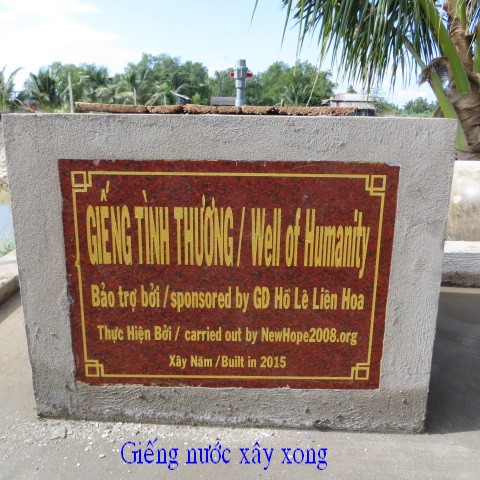 GIẾNG TÌNH THƯƠNG / Well of Humanity
Bảo trợ bởi / sponsored by GĐ Hồ Lê Liên Hoa
Thực Hiện Bởi / carried out by NewHope2008.org
Xây Năm / Built in 2015
Giếng nước xây xong